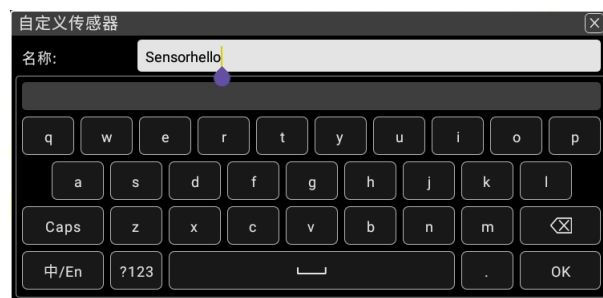 自定义传感器
名称: Sensorhello
q w e r t y u i o p
a s d f g h j k l
Caps z x c v b n m
中/En ?123 . OK